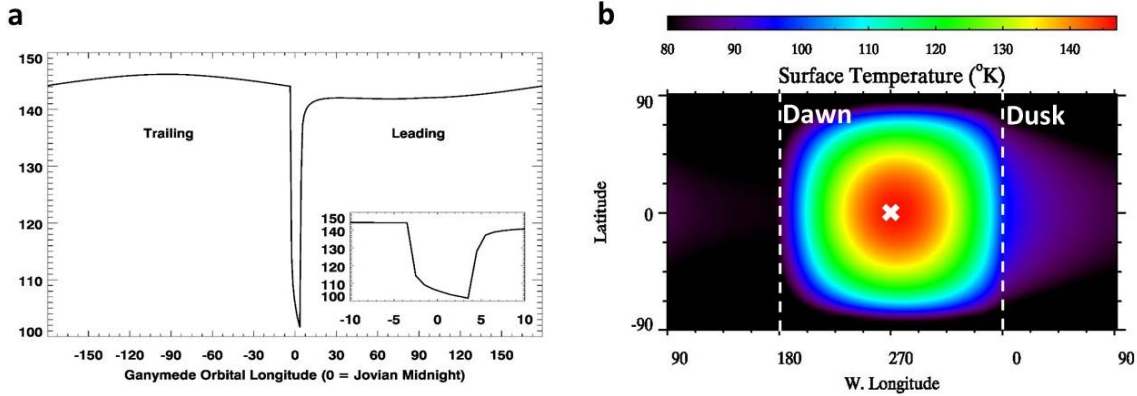 a
150
140
130
120
110
100
Trailing
Leading
150
140
130
120
110
100
-10 -5 0 5 10
-150 -120 -90 -60 -30 0 30 60 90 120 150
Ganymede Orbital Longitude (0 = Jovian Midnight)
b
80 90 100 110 120 130 140
Surface Temperature (°K)
Dawn
Dusk
90
0
-90
Latitude
90 180 270 0 90
W. Longitude